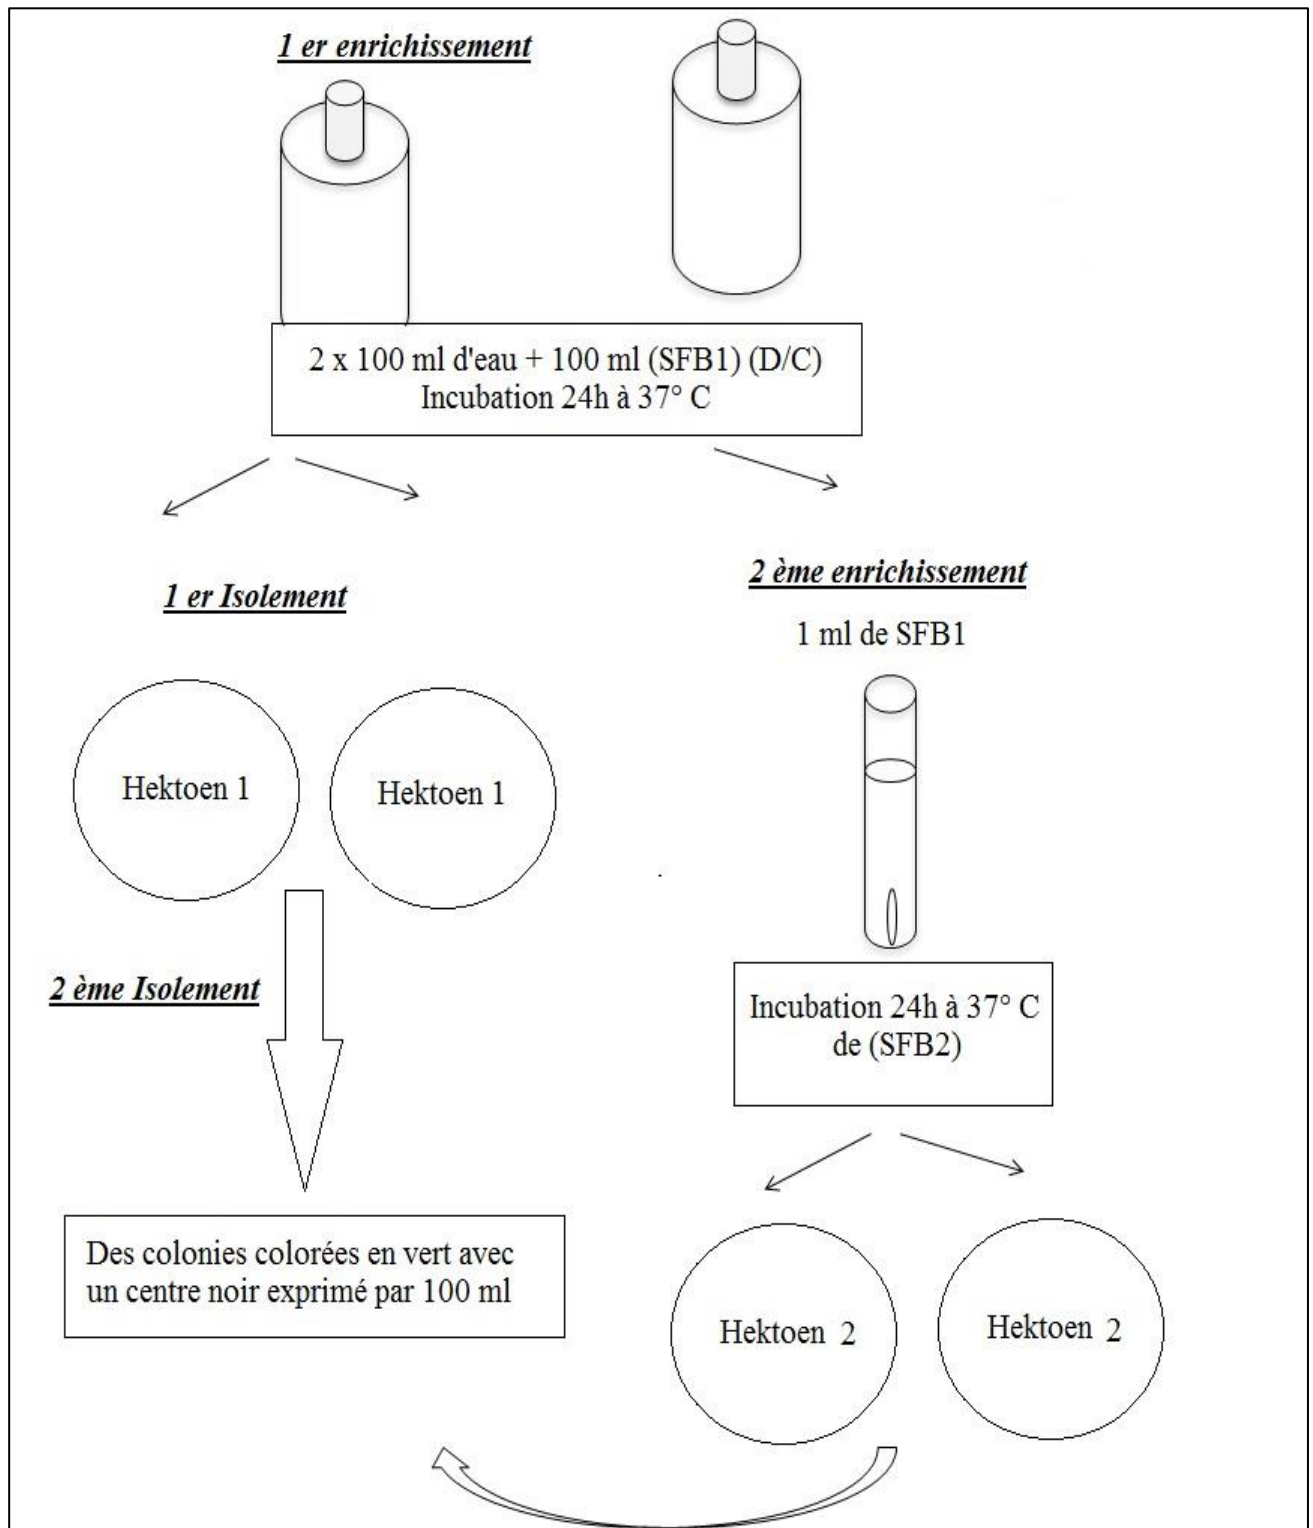 1 er enrichissement
2 x 100 ml d'eau + 100 ml (SFB1) (D/C)
Incubation 24h à 37° C
1 er Isolement
2 ème enrichissement
1 ml de SFB1
Hektoen 1
Hektoen 1
2 ème Isolement
Incubation 24h à 37° C
de (SFB2)
Des colonies colorées en vert avec
un centre noir exprimé par 100 ml
Hektoen 2
Hektoen 2